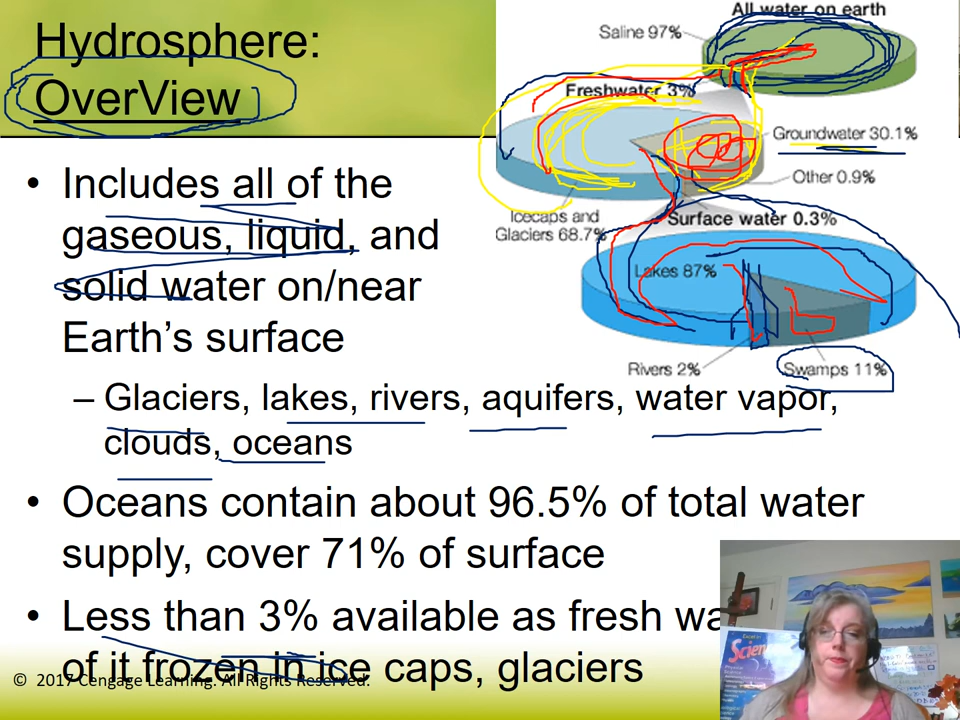 Hydrosphere:
OverView
All water on earth
Saline 97%
Freshwater 3%
Groundwater 30.1%
Other 0.9%
Icecaps and
Glaciers 68.7%
Surface water 0.3%
Lakes 87%
Rivers 2%
Swamps 11%
• Includes all of the
gaseous, liquid, and
solid water on/near
Earth's surface
– Glaciers, lakes, rivers, aquifers, water vapor,
clouds, oceans
• Oceans contain about 96.5% of total water
supply, cover 71% of surface
• Less than 3% available as fresh wa
of it frozen in ice caps, glaciers
© 2017 Cengage Learning. All Rights Reserved.
Science